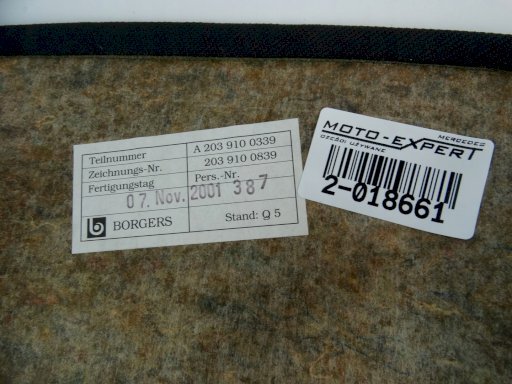 Teilnummer A 203 910 0339
Zeichnungs-Nr. 203 910 0839
Fertigungstag Pers.-Nr.
07. Nov. 2001 387
BORGERS Stand: Q 5
MOTO-EXPERT
CZĘŚCI UŻYWANE MERCEDES
2-018661